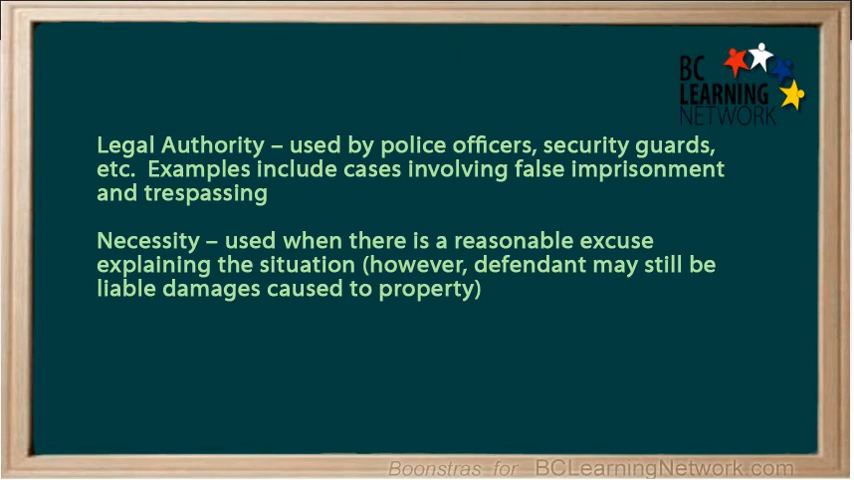 BC
LEARNING
NETWORK
Legal Authority – used by police officers, security guards,
etc.  Examples include cases involving false imprisonment
and trespassing
Necessity – used when there is a reasonable excuse
explaining the situation (however, defendant may still be
liable damages caused to property)
Boonstras for BCLearningNetwork.com